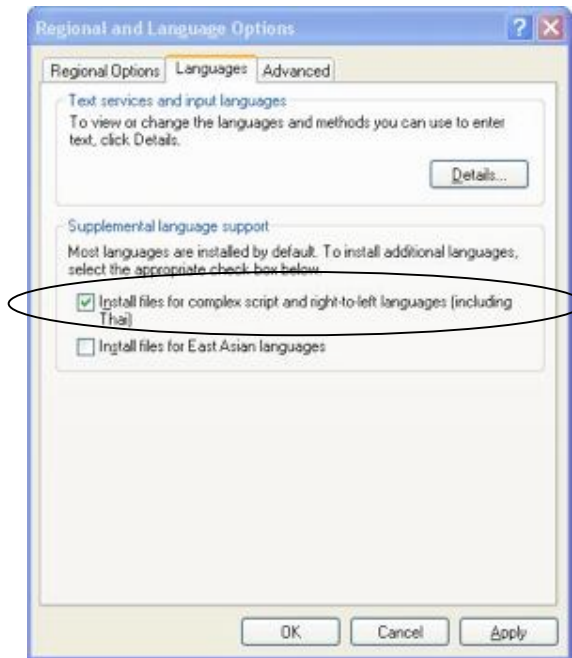 Regional and Language Options
Regional Options Languages Advanced
Text services and input languages
To view or change the languages and methods you can use to enter
text, click Details.
Details...
Supplemental language support
Most languages are installed by default. To install additional languages,
select the appropriate check box below.
Install files for complex script and right-to-left languages (including
Thai)
Install files for East Asian languages
OK Cancel Apply